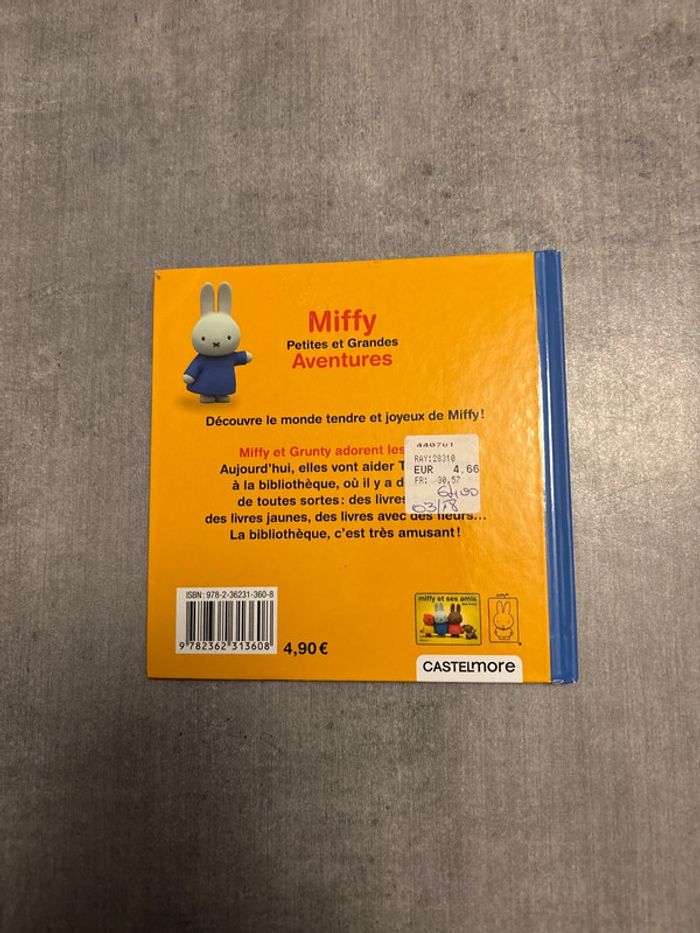 Miffy
Petites et Grandes
Aventures
Découvre le monde tendre et joyeux de Miffy!
Miffy et Grunty adorent les
Aujourd'hui, elles vont aider
à la bibliothèque, où il y a
de toutes sortes : des livres
des livres jaunes, des livres avec des fleurs...
La bibliothèque, c'est très amusant!
440701
RAY:28310
EUR 4.66
FR: 30.57
03/18
ISBN : 978-2-36231-360-8
9 782362 313608
4,90 €
miffy et ses amis
miffy
CASTELMORE